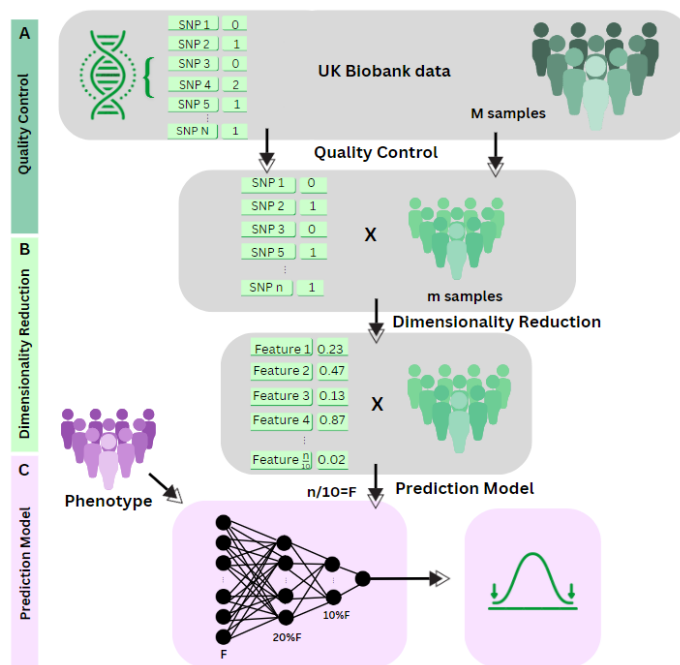 A
Quality Control
SNP 1 0
SNP 2 1
SNP 3 0
SNP 4 2
SNP 5 1
⋮
SNP N 1
UK Biobank data
M samples
Quality Control
SNP 1 0
SNP 2 1
SNP 3 0
SNP 5 1
⋮
SNP n 1
X
m samples
B
Dimensionality Reduction
Dimensionality Reduction
Feature 1 0.23
Feature 2 0.47
Feature 3 0.13
Feature 4 0.87
⋮
Feature n/10 0.02
X
Phenotype
n/10=F
Prediction Model
C
Prediction Model
F
20%F
10%F